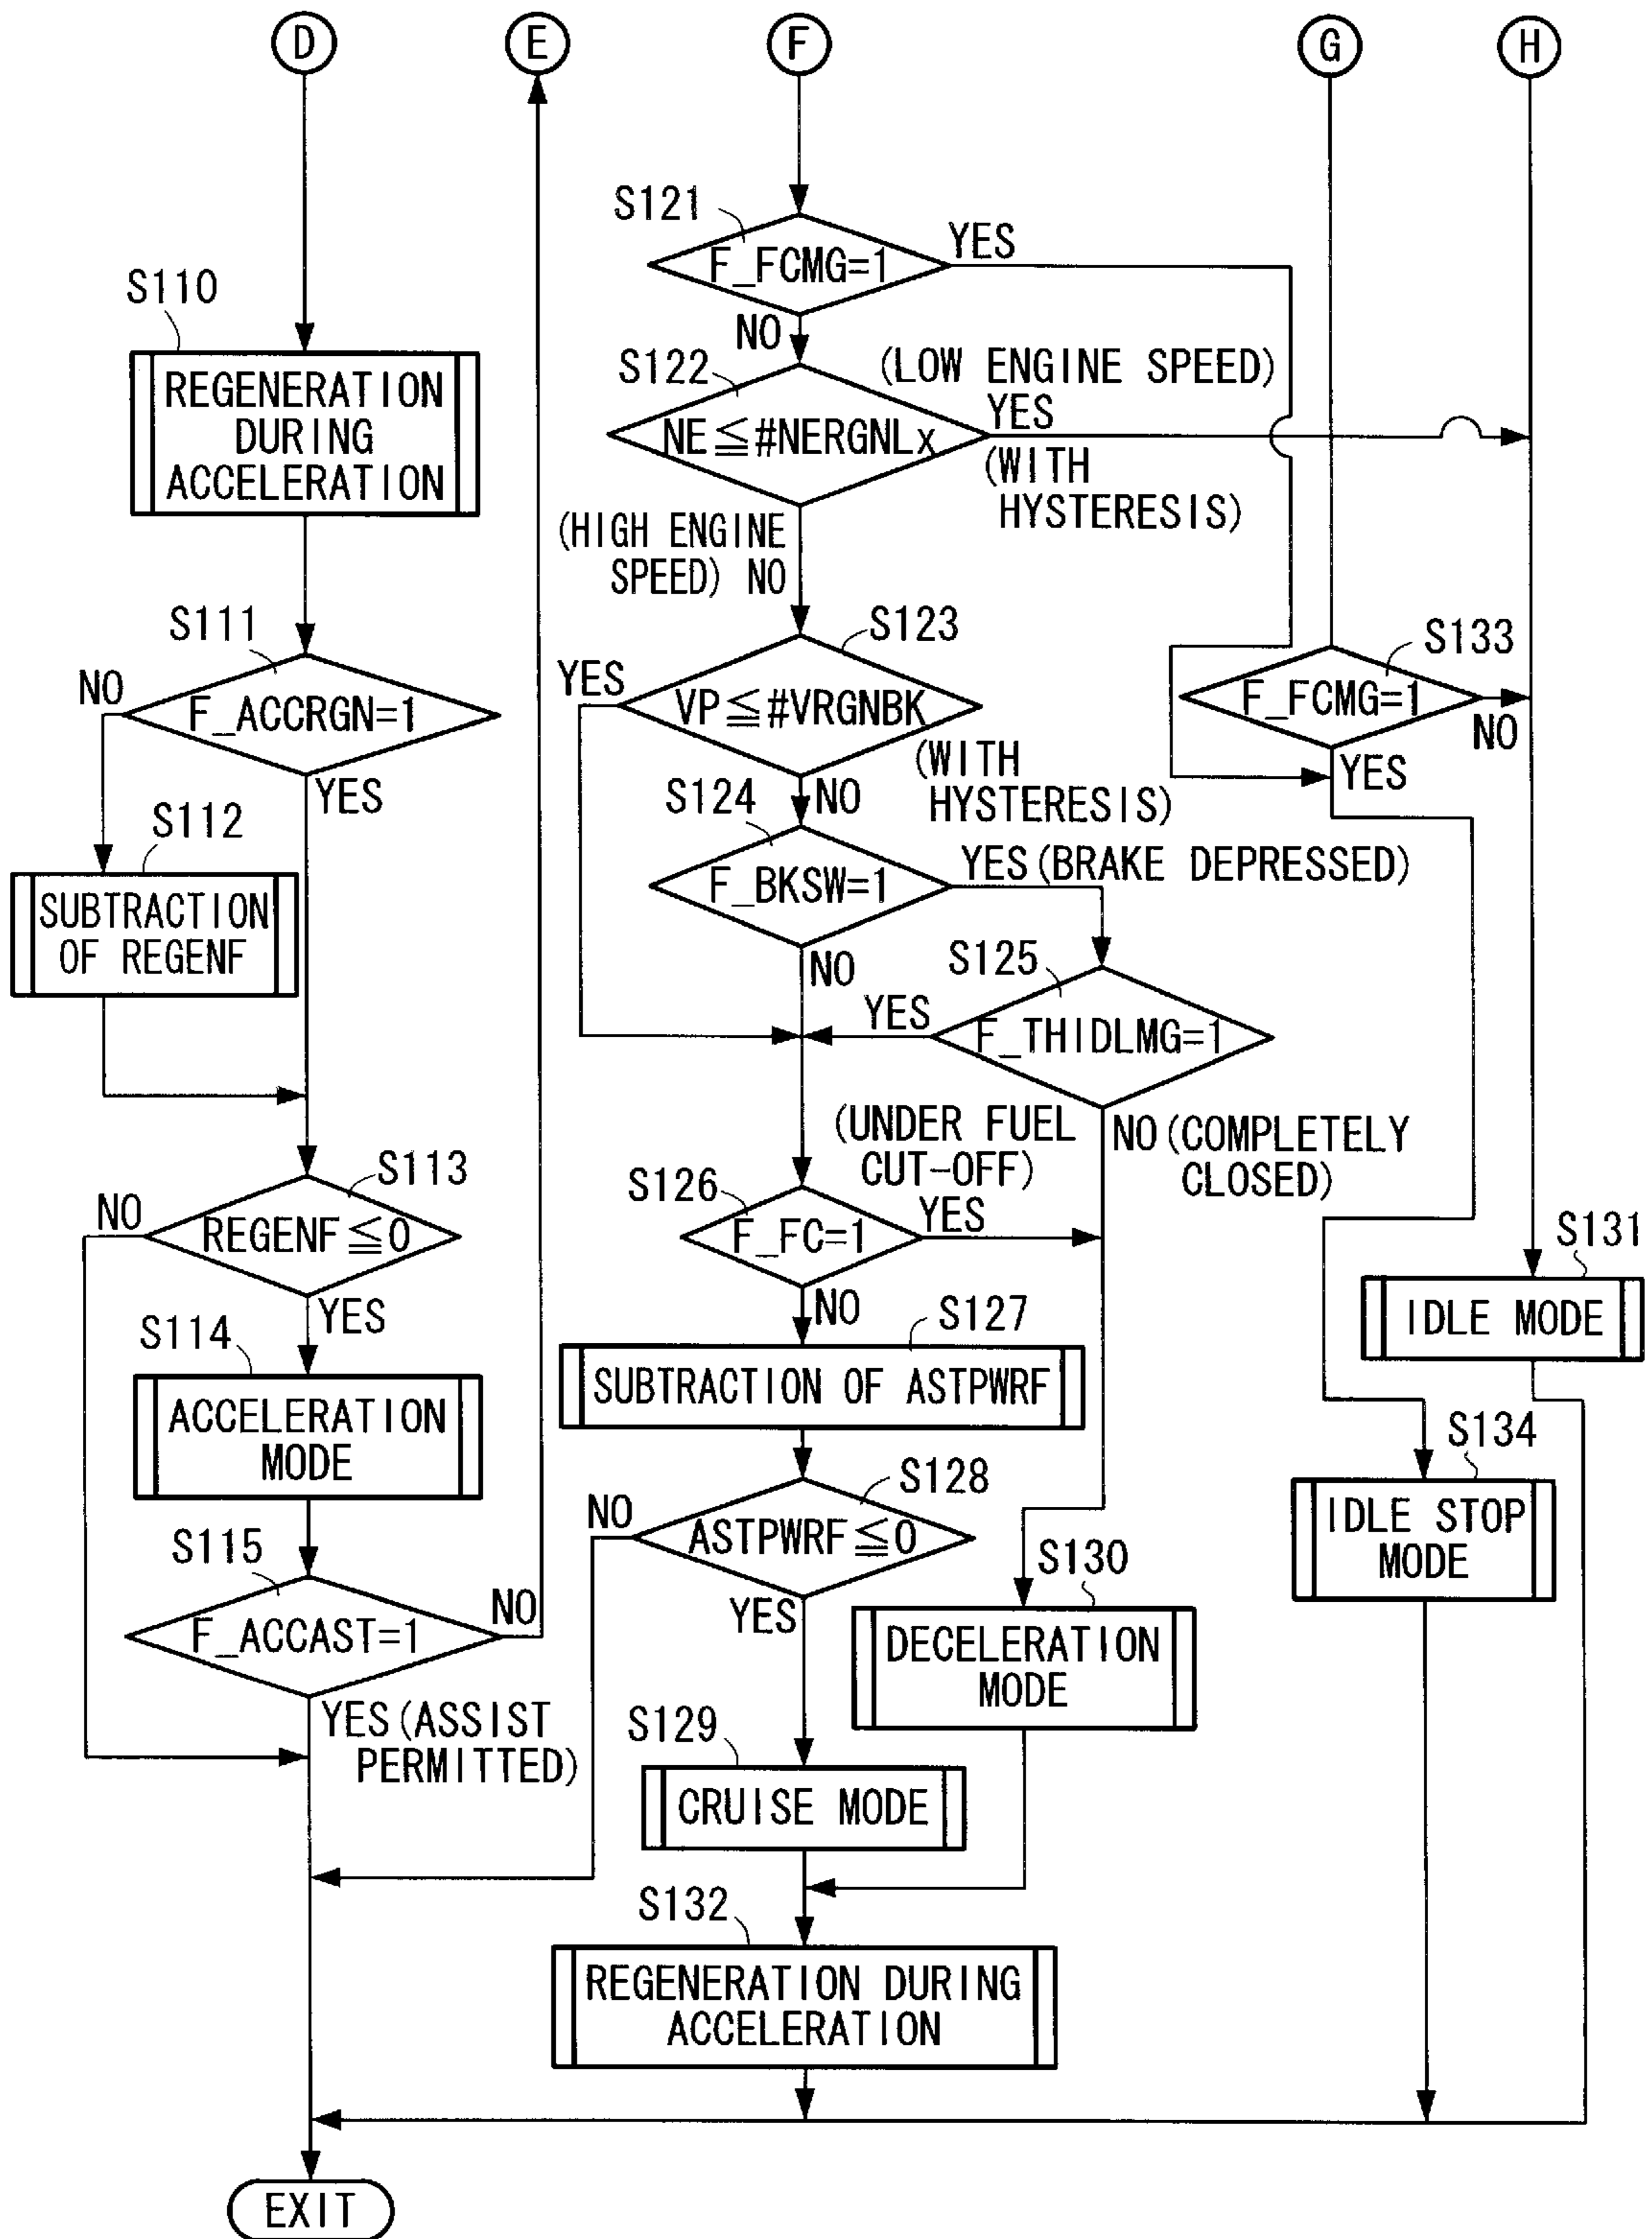 D
E
F
G
H
S110
REGENERATION
DURING
ACCELERATION
S111
F_ACCRGN=1
NO
YES
S112
SUBTRACTION
OF REGENF
S113
REGENF≦0
NO
YES
S114
ACCELERATION
MODE
S115
F_ACCAST=1
NO
YES(ASSIST
PERMITTED)
S121
F_FCMG=1
YES
NO
S122
NE≦#NERGNLx
(LOW ENGINE SPEED)
YES
(WITH
HYSTERESIS)
(HIGH ENGINE
SPEED) NO
S123
VP≦#VRGNBK
YES
(WITH
HYSTERESIS)
NO
S124
F_BKSW=1
YES(BRAKE DEPRESSED)
NO
S125
F_THIDLMG=1
YES
NO(COMPLETELY
CLOSED)
(UNDER FUEL
CUT-OFF)
S126
F_FC=1
YES
NO
S127
SUBTRACTION OF ASTPWRF
S128
ASTPWRF≦0
NO
YES
S129
CRUISE MODE
S130
DECELERATION
MODE
S132
REGENERATION DURING
ACCELERATION
S133
F_FCMG=1
NO
YES
S131
IDLE MODE
S134
IDLE STOP
MODE
EXIT